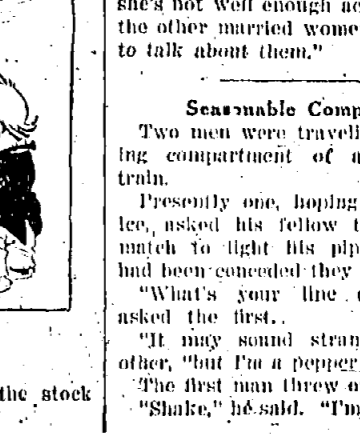 she's not well enough ac
the other married wome
to talk about them."
Seasonable Comp
Two men were travelli
ing compartment of a
train.
Presently one, hoping
ice, asked his fellow t
match to light his pip
had been conceded they
"What's your line
asked the first.
"It may sound stran
other, "but I'm a pepper
The first man threw o
"Shake," he said. "I'm
the stock